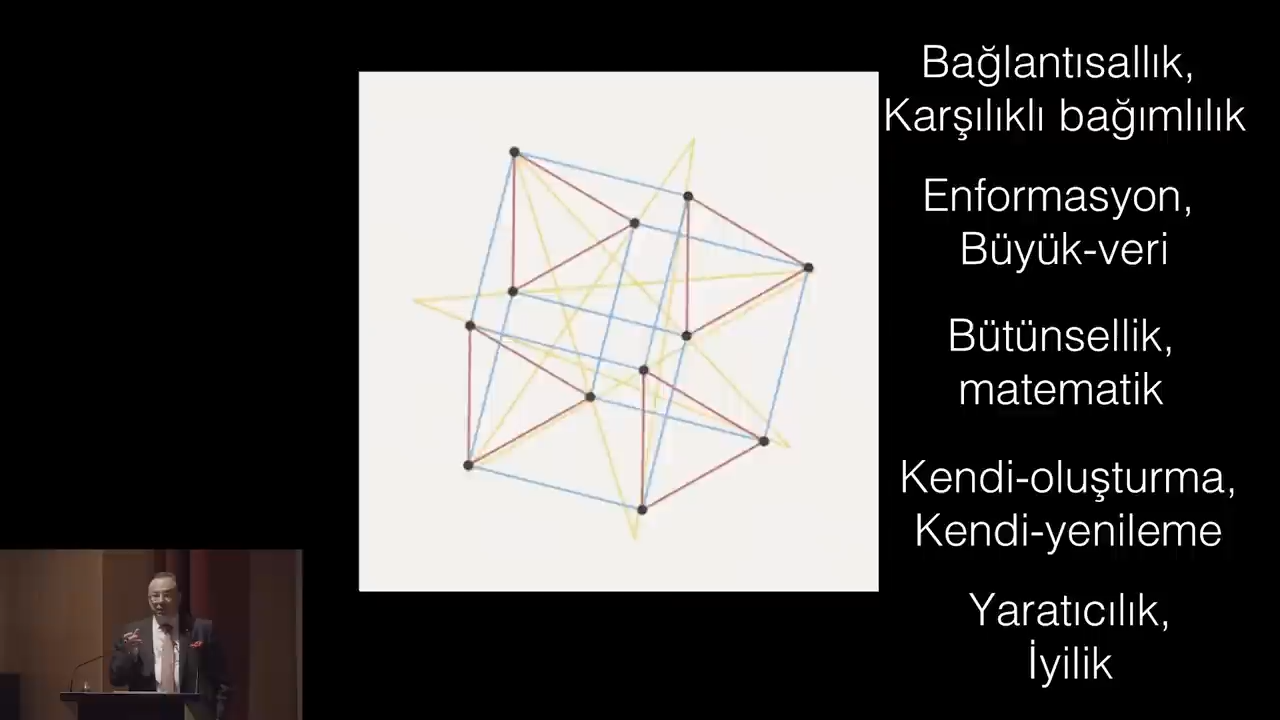 Bağlantısallık,
Karşılıklı bağımlılık
Enformasyon,
Büyük-veri
Bütünsellik,
matematik
Kendi-oluşturma,
Kendi-yenileme
Yaratıcılık,
İyilik